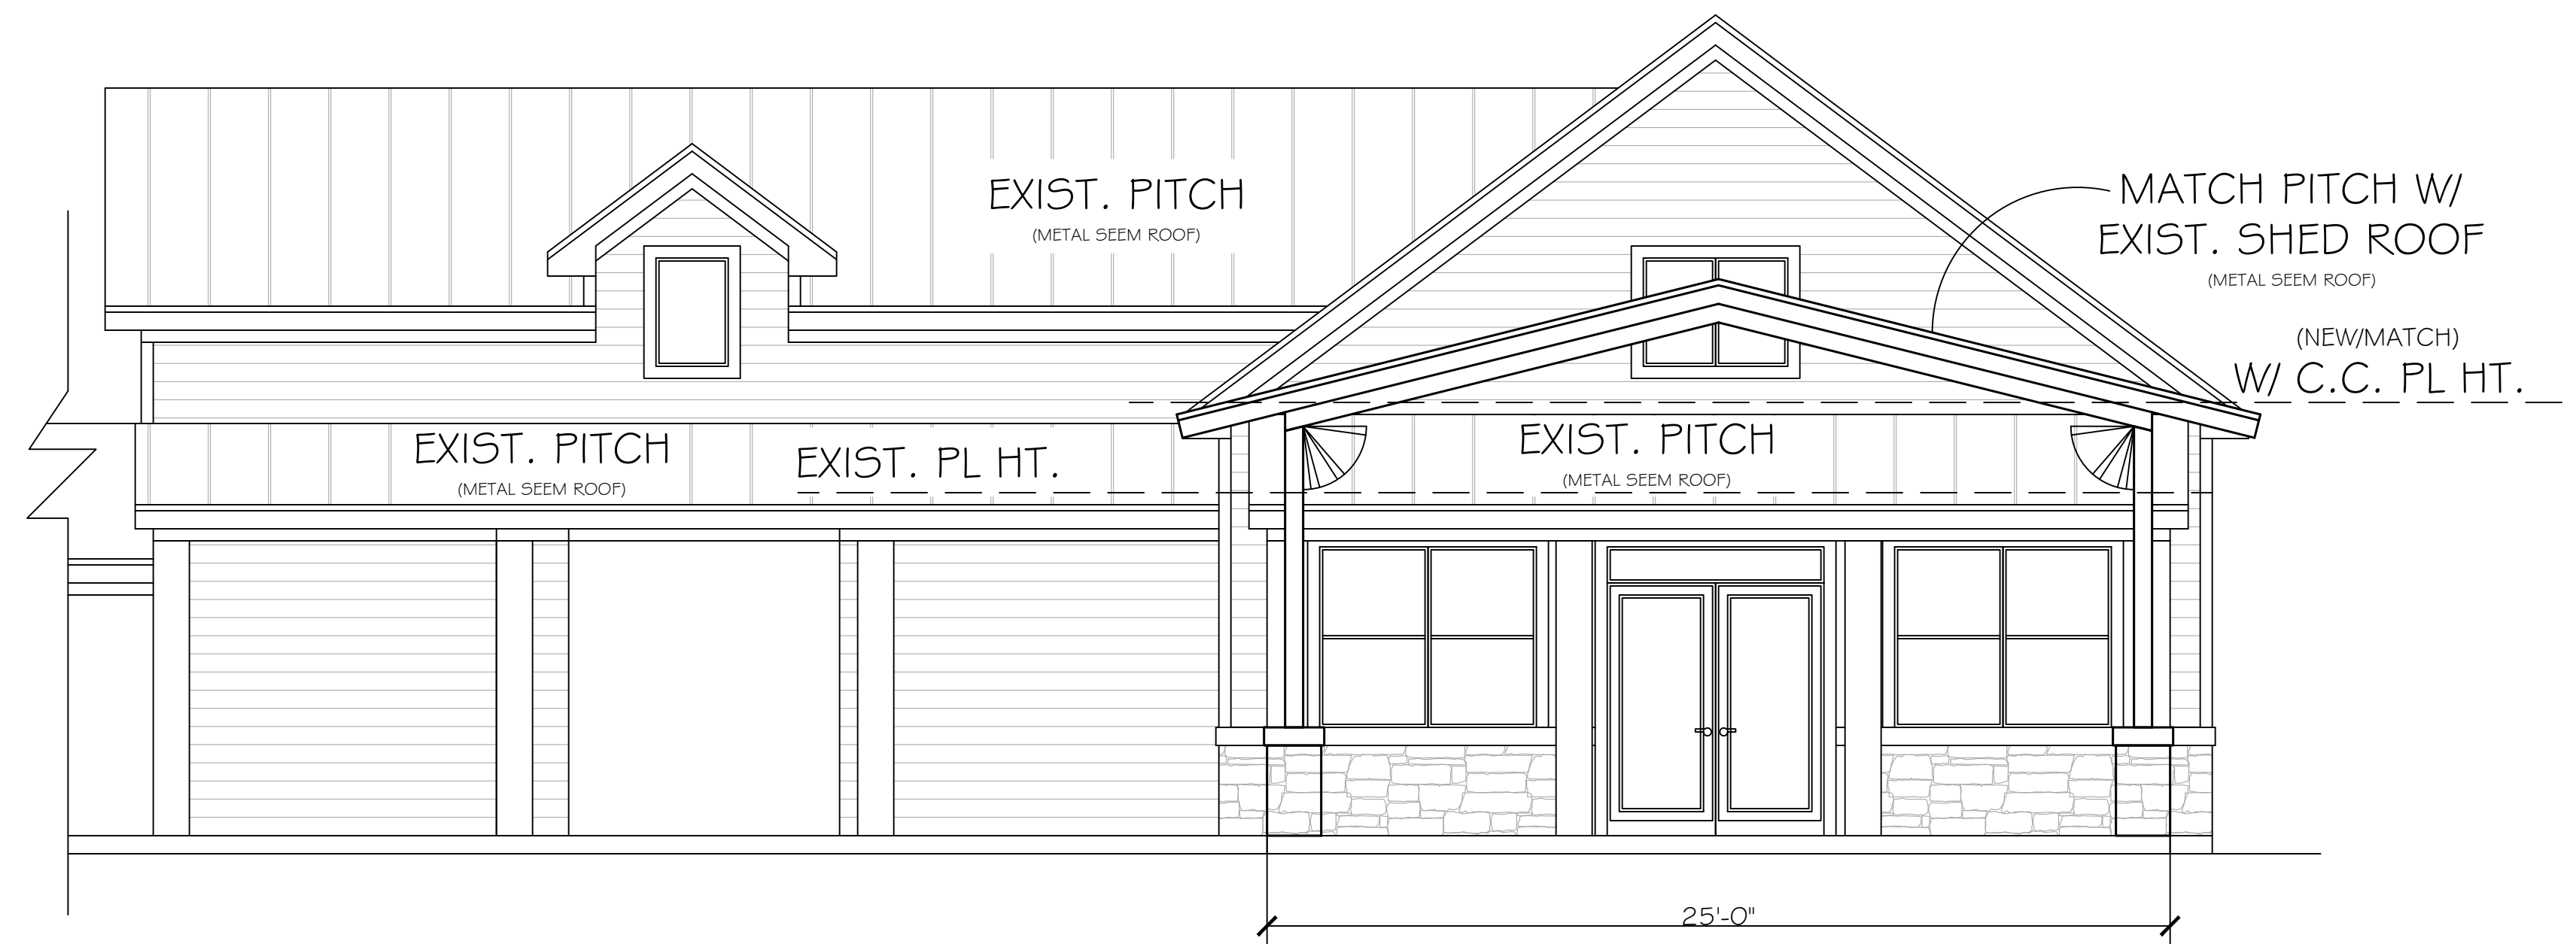 EXIST. PITCH
(METAL SEEM ROOF)
MATCH PITCH W/
EXIST. SHED ROOF
(METAL SEEM ROOF)
(NEW/MATCH)
W/ C.C. PL HT.
EXIST. PITCH
(METAL SEEM ROOF)
EXIST. PL HT.
EXIST. PITCH
(METAL SEEM ROOF)
25'-0"